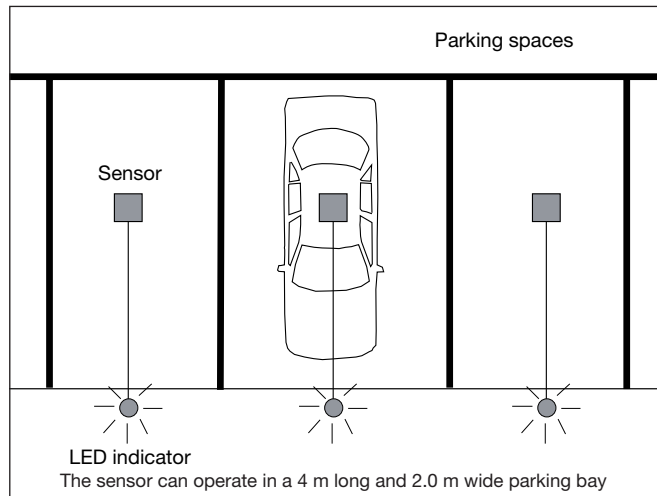 Parking spaces
Sensor
LED indicator
The sensor can operate in a 4 m long and 2.0 m wide parking bay